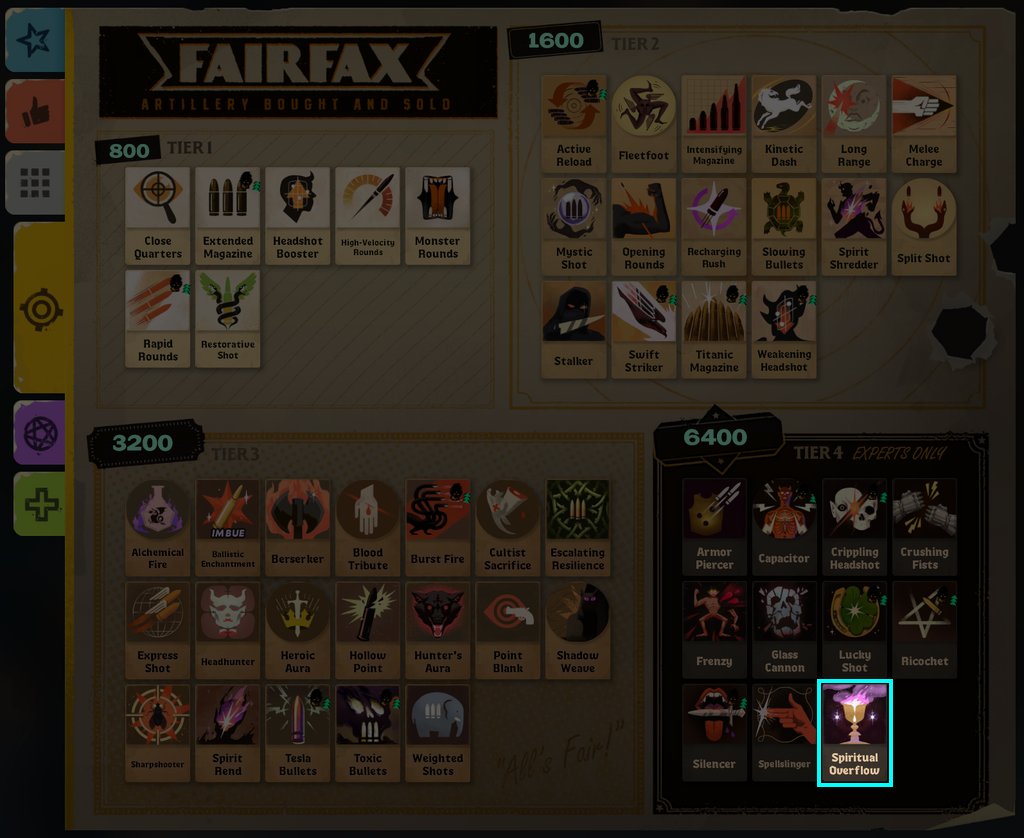 FAIRFAX
ARTILLERY BOUGHT AND SOLD
800 TIER 1
Close Quarters
Extended Magazine
Headshot Booster
High-Velocity Rounds
Monster Rounds
Rapid Rounds
Restorative Shot
1600 TIER 2
Active Reload
Fleetfoot
Intensifying Magazine
Kinetic Dash
Long Range
Melee Charge
Mystic Shot
Opening Rounds
Recharging Rush
Slowing Bullets
Spirit Shredder
Split Shot
Stalker
Swift Striker
Titanic Magazine
Weakening Headshot
3200 TIER 3
Alchemical Fire
IMBUE
Ballistic Enchantment
Berserker
Blood Tribute
Burst Fire
Cultist Sacrifice
Escalating Resilience
Express Shot
Headhunter
Heroic Aura
Hollow Point
Hunter's Aura
Point Blank
Shadow Weave
Sharpshooter
Spirit Rend
Tesla Bullets
Toxic Bullets
Weighted Shots
"All's Fair!"
6400 TIER 4 EXPERTS ONLY
Armor Piercer
Capacitor
Crippling Headshot
Crushing Fists
Frenzy
Glass Cannon
Lucky Shot
Ricochet
Silencer
Spellslinger
Spiritual Overflow